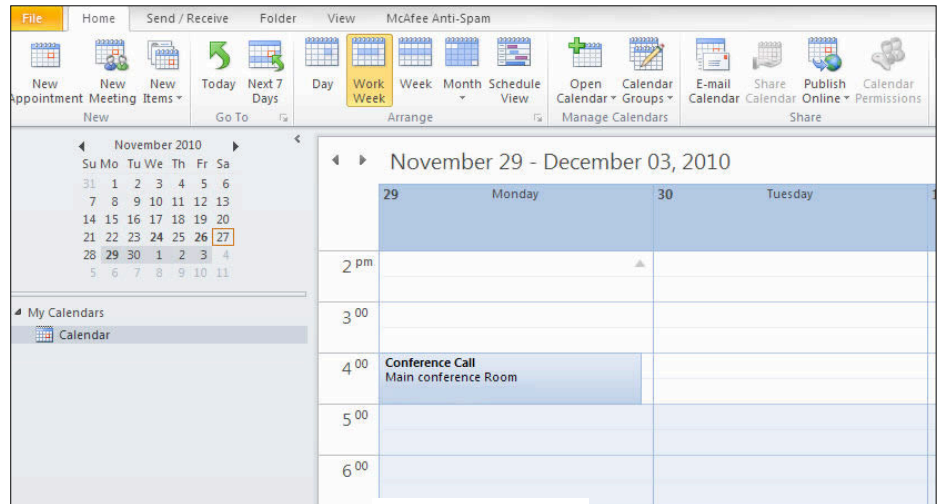 File Home Send / Receive Folder View McAfee Anti-Spam
New Appointment New Meeting New Items Today Next 7 Days Day Work Week Week Month Schedule View Open Calendar Calendar Groups E-mail Calendar Share Calendar Publish Online Calendar Permissions
New Go To Arrange Manage Calendars Share
November 2010
Su Mo Tu We Th Fr Sa
31 1 2 3 4 5 6
7 8 9 10 11 12 13
14 15 16 17 18 19 20
21 22 23 24 25 26 27
28 29 30 1 2 3 4
5 6 7 8 9 10 11
My Calendars
Calendar
November 29 - December 03, 2010
29 Monday 30 Tuesday 1
2 pm
3 00
4 00 Conference Call
Main conference Room
5 00
6 00